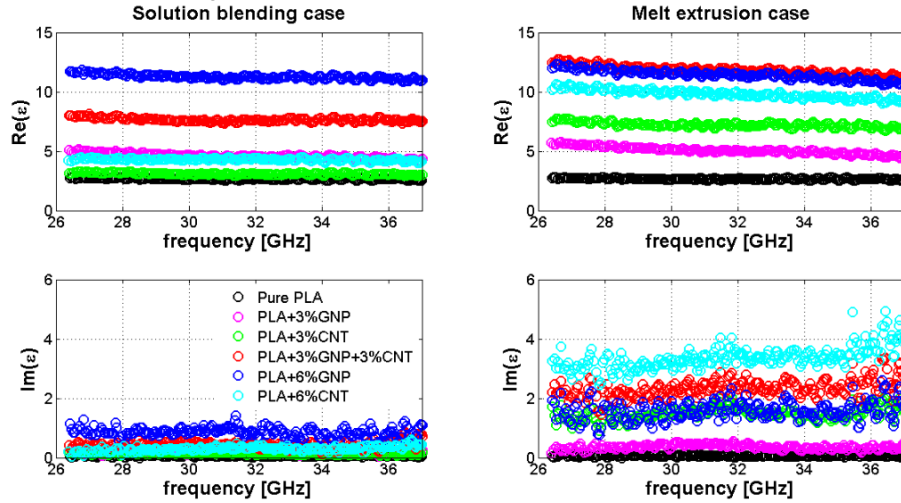 Solution blending case
Melt extrusion case
15
10
5
0
Re(ε)
26 28 30 32 34 36
frequency [GHz]
15
10
5
0
Re(ε)
26 28 30 32 34 36
frequency [GHz]
6
4
2
0
Im(ε)
Pure PLA
PLA+3%GNP
PLA+3%CNT
PLA+3%GNP+3%CNT
PLA+6%GNP
PLA+6%CNT
26 28 30 32 34 36
frequency [GHz]
6
4
2
0
Im(ε)
26 28 30 32 34 36
frequency [GHz]